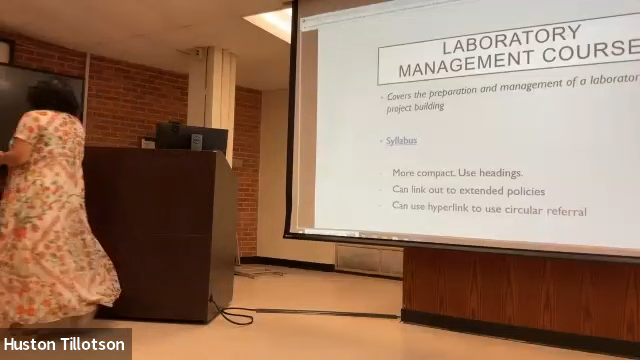 LABORATORY
MANAGEMENT COURSE
• Covers the preparation and management of a laborator
project building
• Syllabus
- More compact. Use headings.
- Can link out to extended policies
- Can use hyperlink to use circular referral
Huston Tillotson